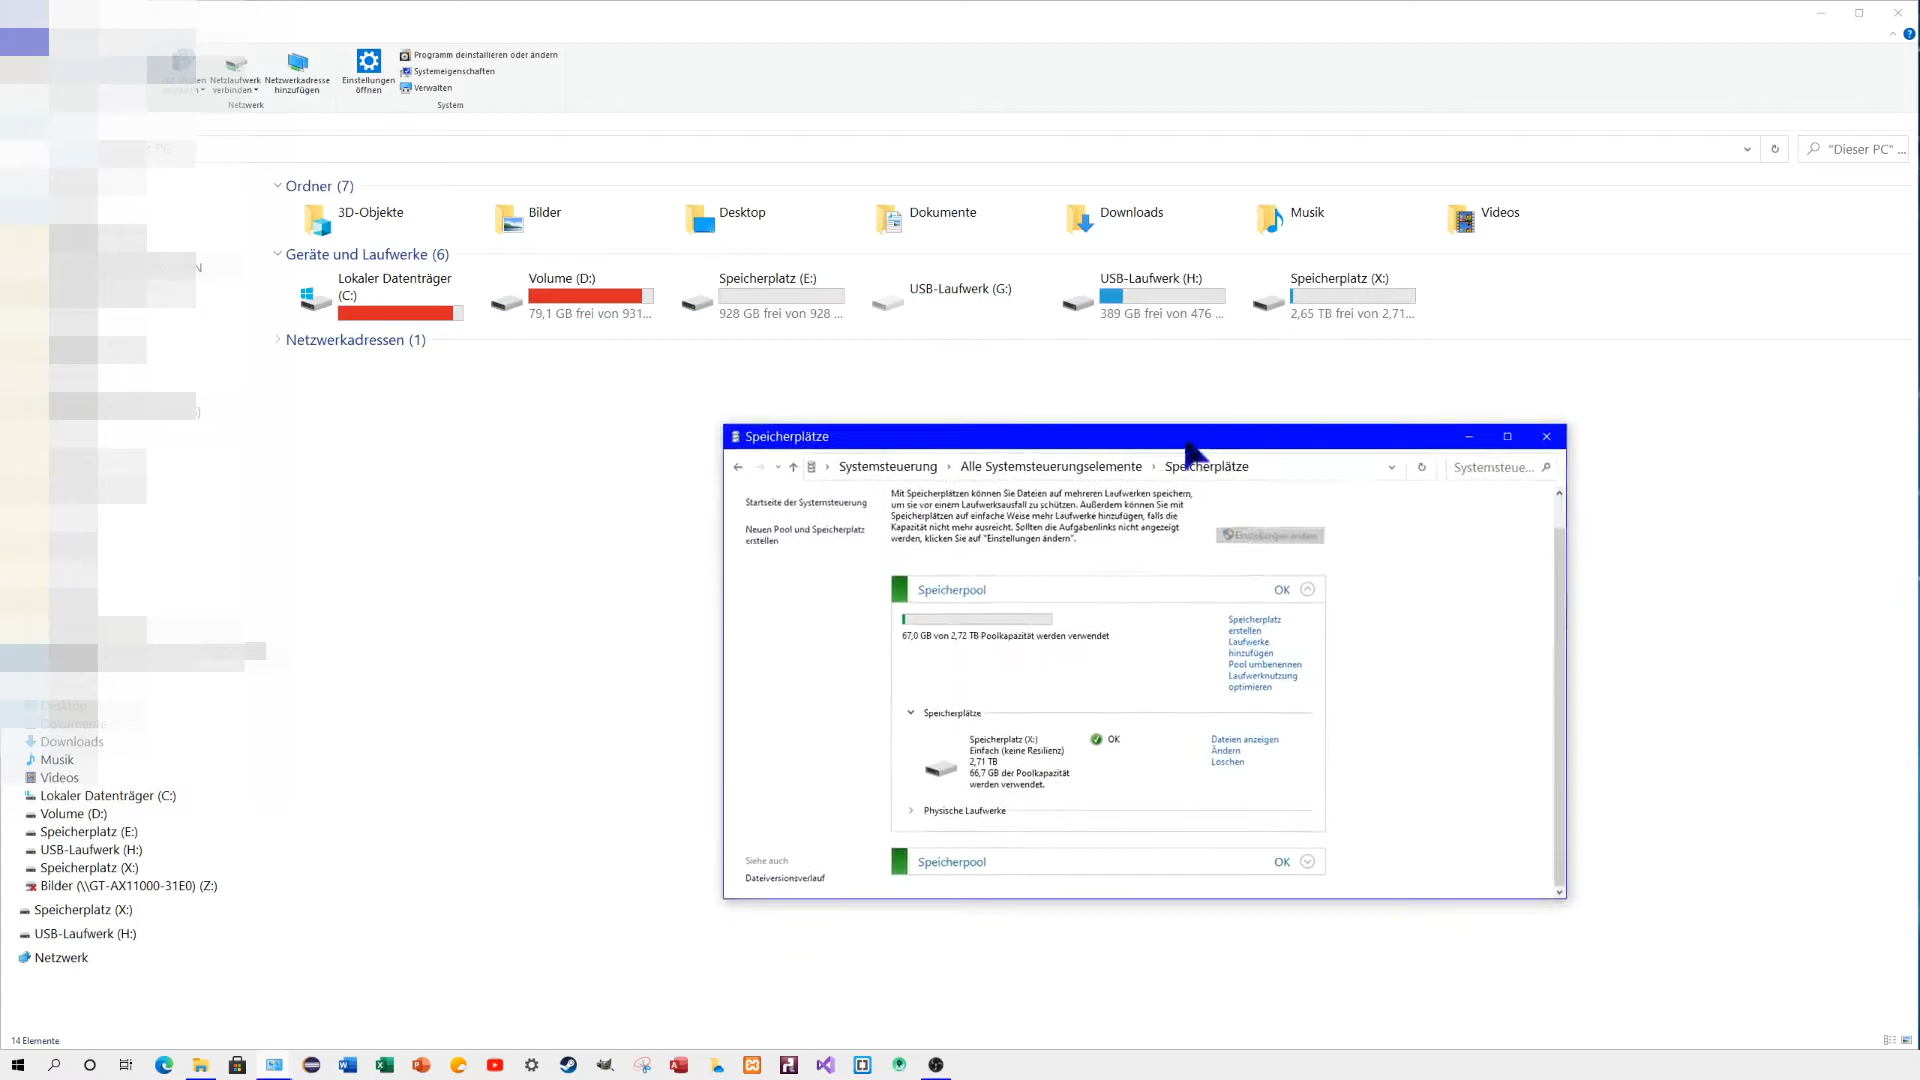 Netzlaufwerk
verbinden
Netzwerkadresse
hinzufügen
Netzwerk
Einstellungen
öffnen
Programm deinstallieren oder ändern
Systemeigenschaften
Verwalten
System
"Dieser PC" ...
Ordner (7)
3D-Objekte
Bilder
Desktop
Dokumente
Downloads
Musik
Videos
Geräte und Laufwerke (6)
Lokaler Datenträger
(C:)
Volume (D:)
79,1 GB frei von 931...
Speicherplatz (E:)
928 GB frei von 928 ...
USB-Laufwerk (G:)
USB-Laufwerk (H:)
389 GB frei von 476 ...
Speicherplatz (X:)
2,65 TB frei von 2,71...
Netzwerkadressen (1)
Speicherplätze
Systemsteuerung › Alle Systemsteuerungselemente › Speicherplätze
Systemsteue...
Startseite der Systemsteuerung
Neuen Pool und Speicherplatz
erstellen
Mit Speicherplätzen können Sie Dateien auf mehreren Laufwerken speichern,
um sie vor einem Laufwerksausfall zu schützen. Außerdem können Sie mit
Speicherplätzen auf einfache Weise mehr Laufwerke hinzufügen, falls die
Kapazität nicht mehr ausreicht. Sollten die Aufgabenlinks nicht angezeigt
werden, klicken Sie auf "Einstellungen ändern".
Einstellungen ändern
Speicherpool
OK
67,0 GB von 2,72 TB Poolkapazität werden verwendet
Speicherplatz
erstellen
Laufwerke
hinzufügen
Pool umbenennen
Laufwerknutzung
optimieren
Speicherplätze
Speicherplatz (X:)
Einfach (keine Resilienz)
2,71 TB
66,7 GB der Poolkapazität
werden verwendet.
OK
Dateien anzeigen
Ändern
Löschen
Physische Laufwerke
Speicherpool
OK
Siehe auch
Dateiversionsverlauf
Desktop
Dokumente
Downloads
Musik
Videos
Lokaler Datenträger (C:)
Volume (D:)
Speicherplatz (E:)
USB-Laufwerk (H:)
Speicherplatz (X:)
Bilder (\\GT-AX11000-31E0) (Z:)
Speicherplatz (X:)
USB-Laufwerk (H:)
Netzwerk
14 Elemente